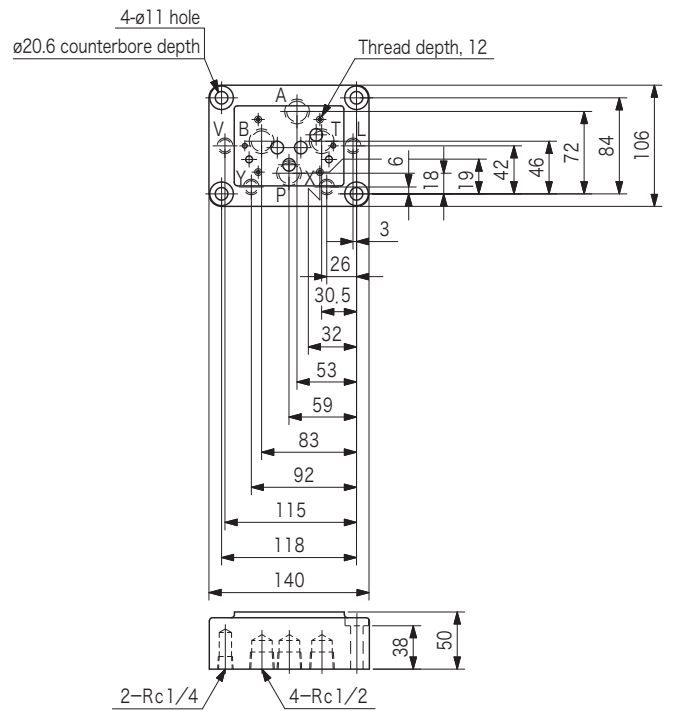 4-ø11 hole
ø20.6 counterbore depth
Thread depth, 12
A
V B T L
Y X
P
6
18
19
42
46
72
84
106
3
26
30.5
32
53
59
83
92
115
118
140
38
50
2-Rc1/4
4-Rc1/2